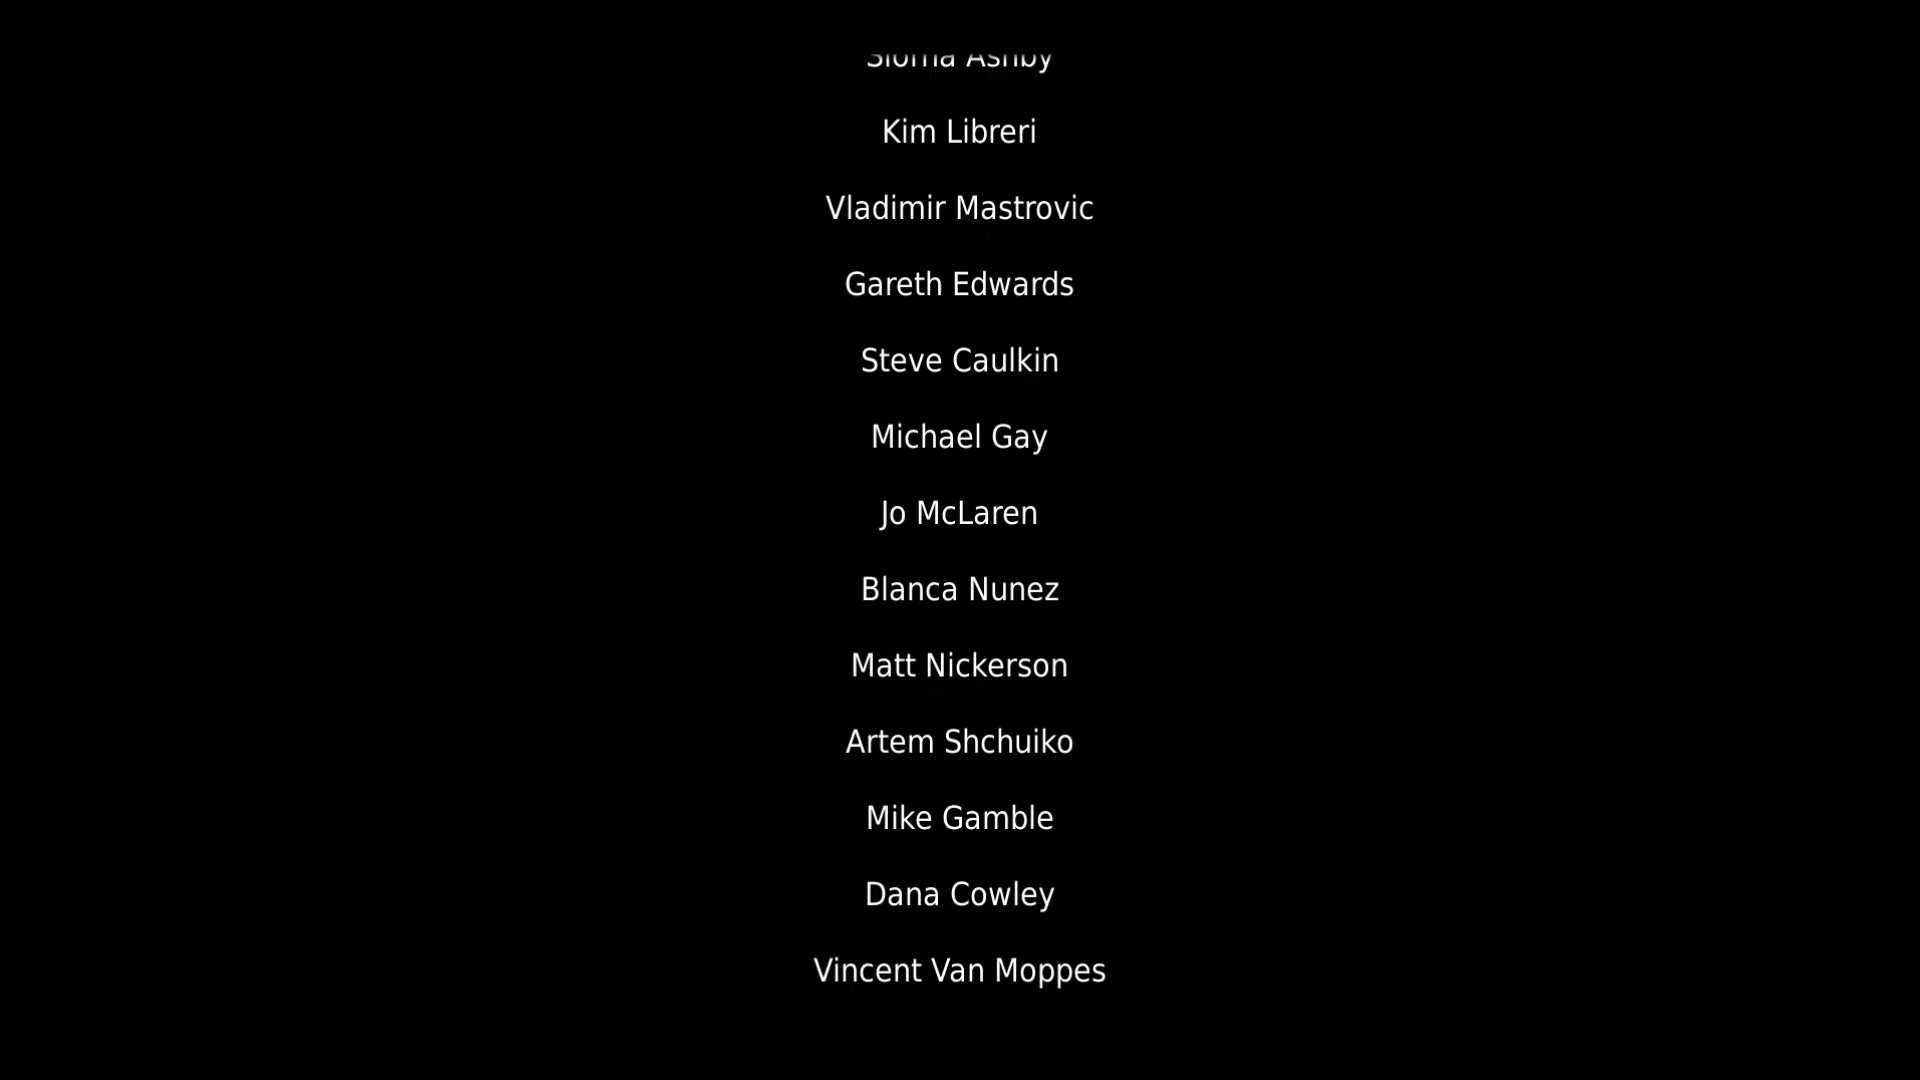 Ashby
Kim Libreri
Vladimir Mastrovic
Gareth Edwards
Steve Caulkin
Michael Gay
Jo McLaren
Blanca Nunez
Matt Nickerson
Artem Shchuiko
Mike Gamble
Dana Cowley
Vincent Van Moppes